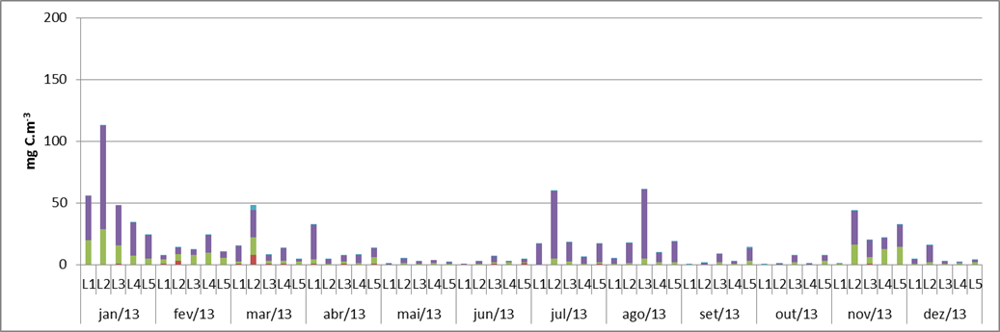 200
150
100
50
0
mg C.m-3
L1 L2 L3 L4 L5 L1 L2 L3 L4 L5 L1 L2 L3 L4 L5 L1 L2 L3 L4 L5 L1 L2 L3 L4 L5 L1 L2 L3 L4 L5 L1 L2 L3 L4 L5 L1 L2 L3 L4 L5 L1 L2 L3 L4 L5 L1 L2 L3 L4 L5 L1 L2 L3 L4 L5 L1 L2 L3 L4 L5
jan/13 fev/13 mar/13 abr/13 mai/13 jun/13 jul/13 ago/13 set/13 out/13 nov/13 dez/13